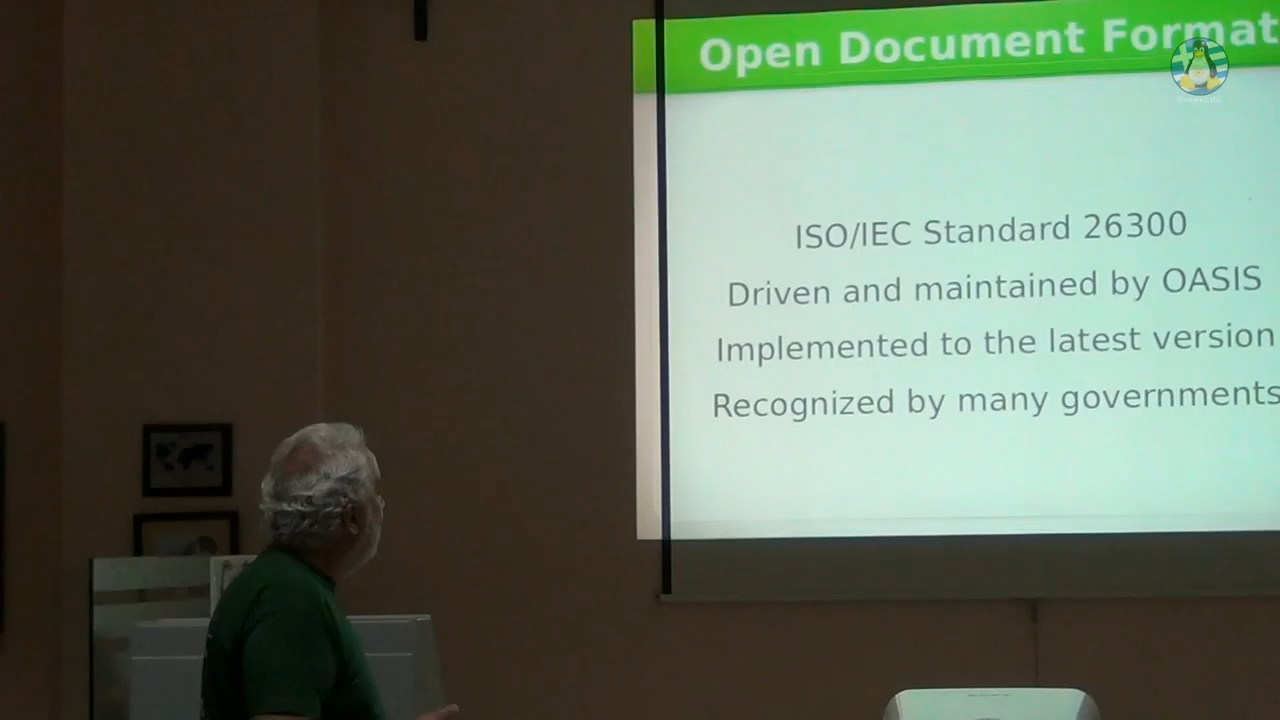 Open Document Format
ISO/IEC Standard 26300
Driven and maintained by OASIS
Implemented to the latest version
Recognized by many governments